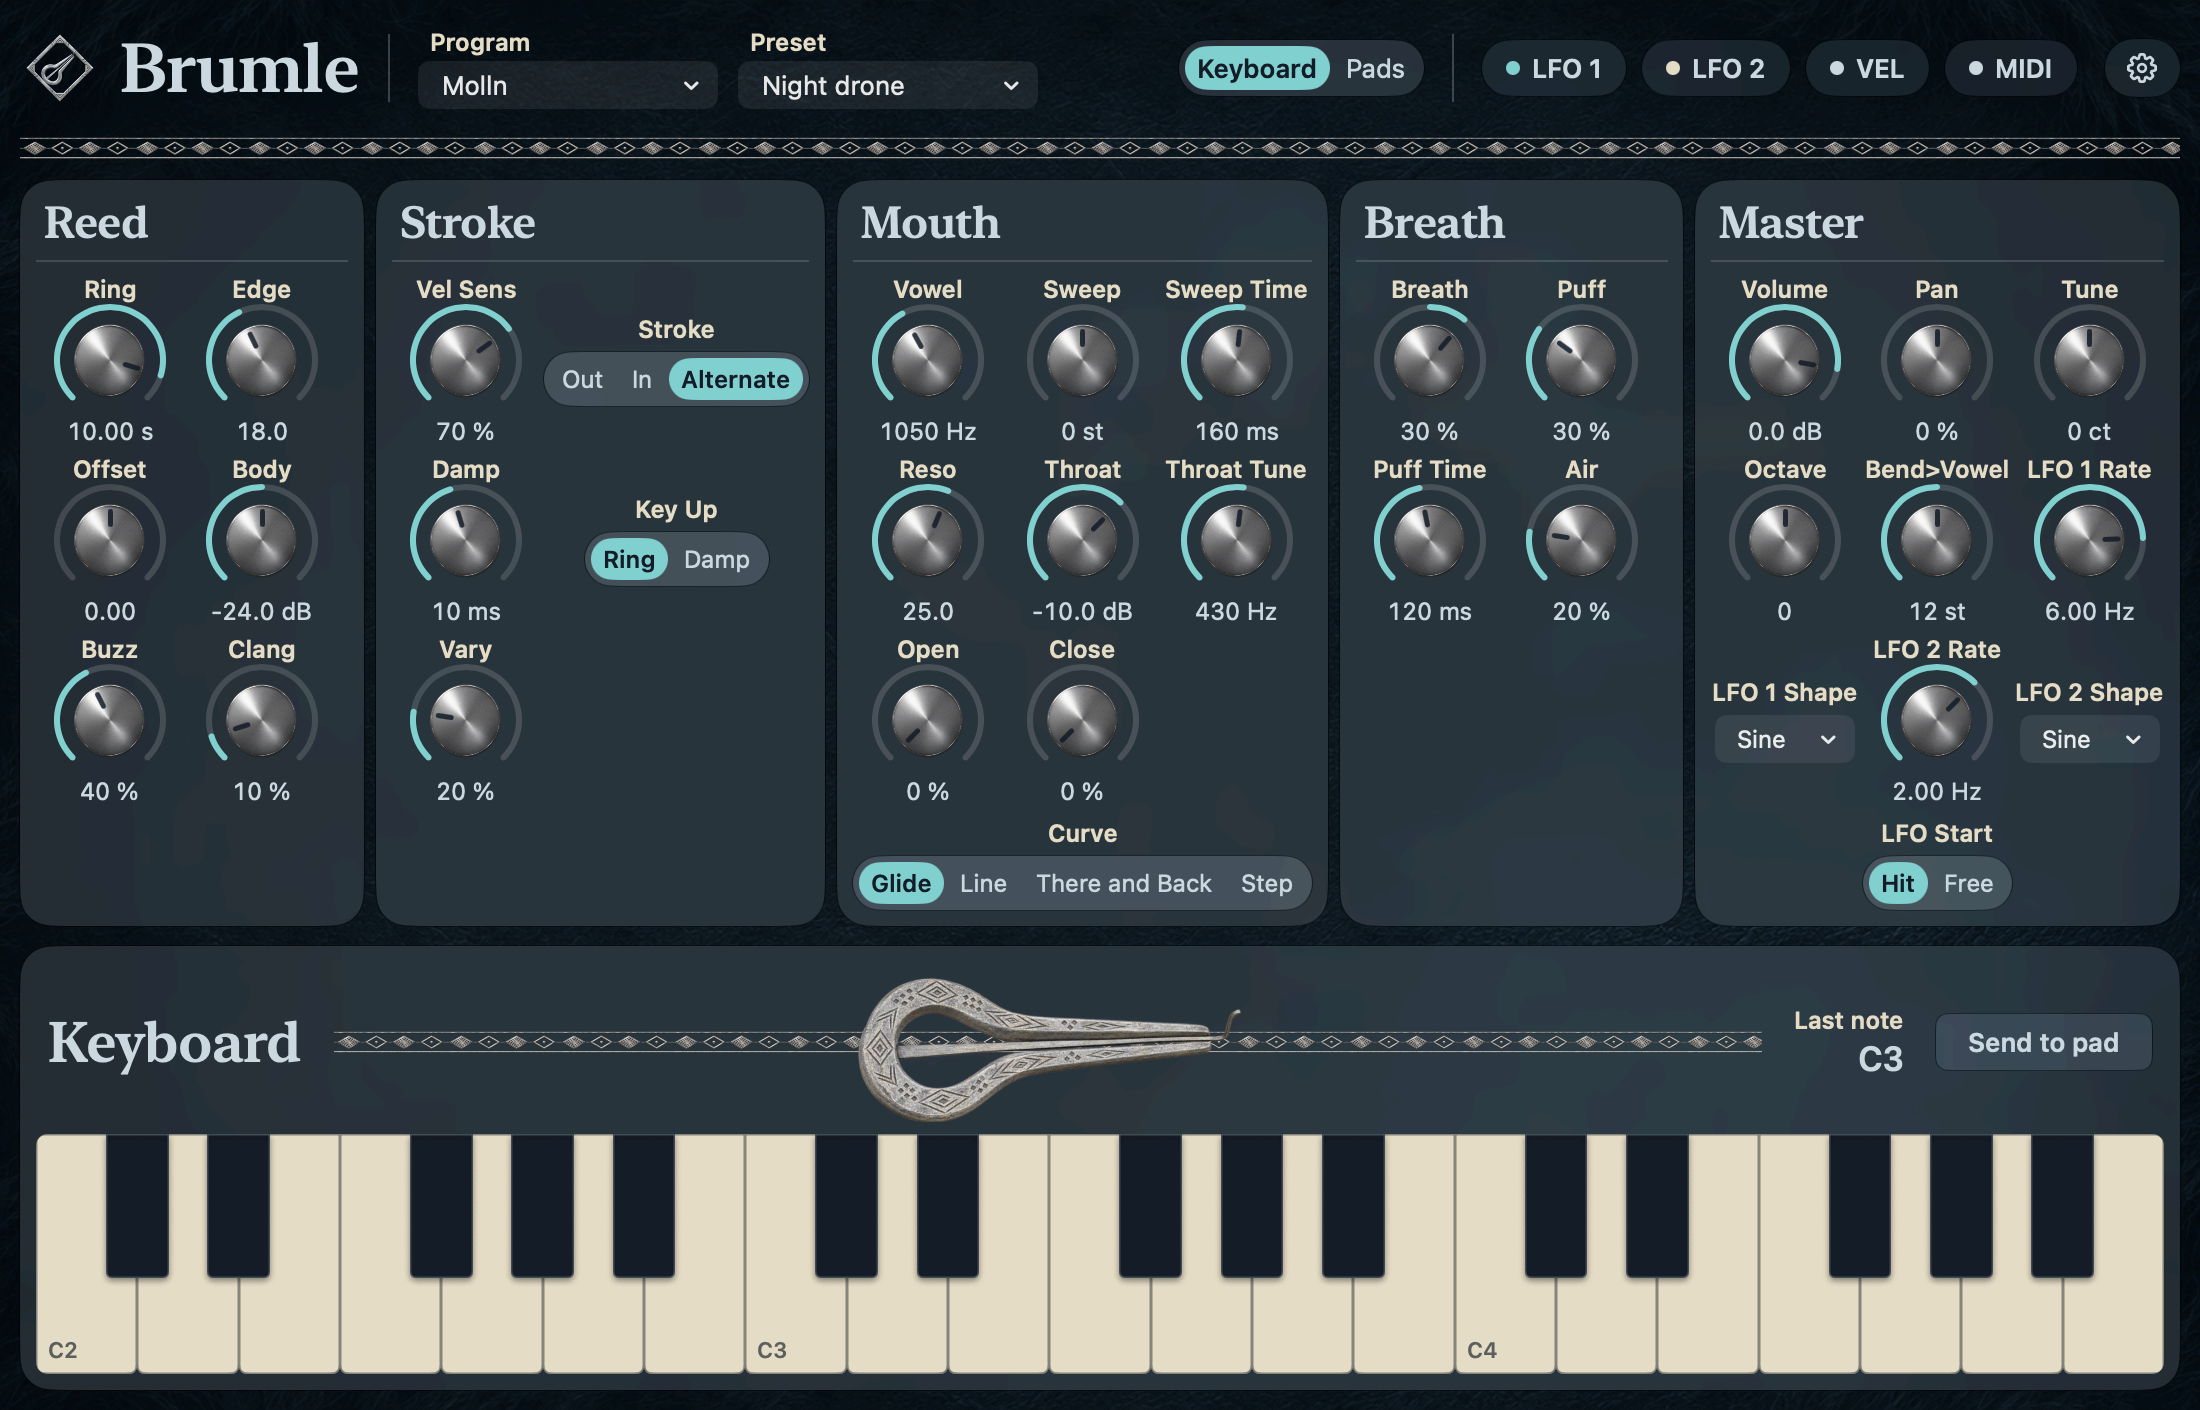 Brumle
Program
Molln
Preset
Night drone
Keyboard Pads
LFO 1
LFO 2
VEL
MIDI
Reed
Ring Edge
10.00 s 18.0
Offset Body
0.00 -24.0 dB
Buzz Clang
40 % 10 %
Stroke
Vel Sens
70 %
Stroke
Out In Alternate
Damp
10 ms
Key Up
Ring Damp
Vary
20 %
Mouth
Vowel Sweep Sweep Time
1050 Hz 0 st 160 ms
Reso Throat Throat Tune
25.0 -10.0 dB 430 Hz
Open Close
0 % 0 %
Curve
Glide Line There and Back Step
Breath
Breath Puff
30 % 30 %
Puff Time Air
120 ms 20 %
Master
Volume Pan Tune
0.0 dB 0 % 0 ct
Octave Bend>Vowel LFO 1 Rate
0 12 st 6.00 Hz
LFO 1 Shape
Sine
LFO 2 Rate
2.00 Hz
LFO 2 Shape
Sine
LFO Start
Hit Free
Keyboard
Last note
C3
Send to pad
C2 C3 C4